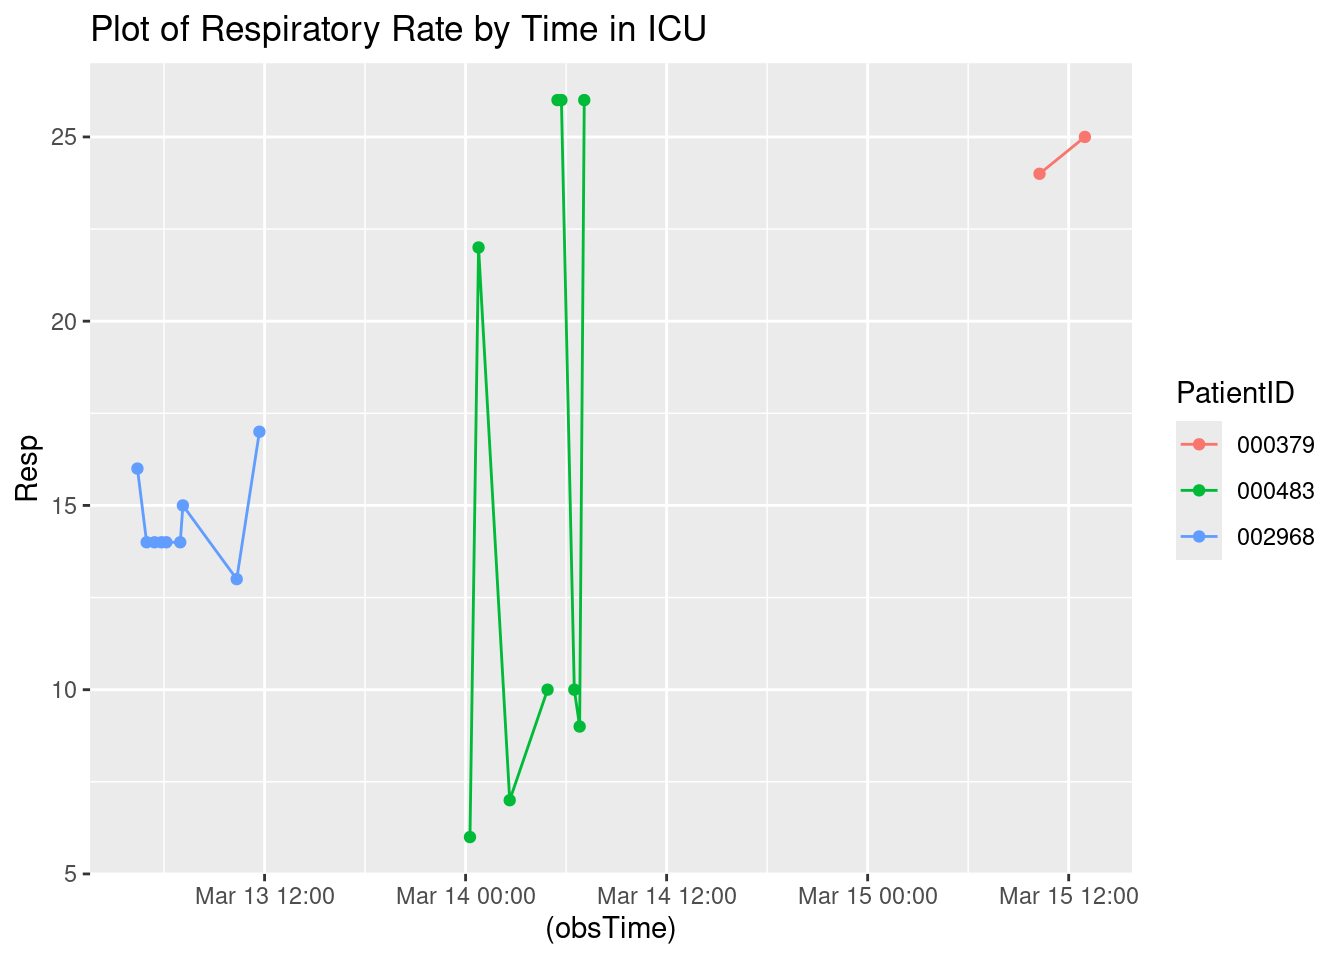 Plot of Respiratory Rate by Time in ICU
25
20
15
10
5
Resp
Mar 13 12:00
Mar 14 00:00
Mar 14 12:00
Mar 15 00:00
Mar 15 12:00
(obsTime)
PatientID
000379
000483
002968